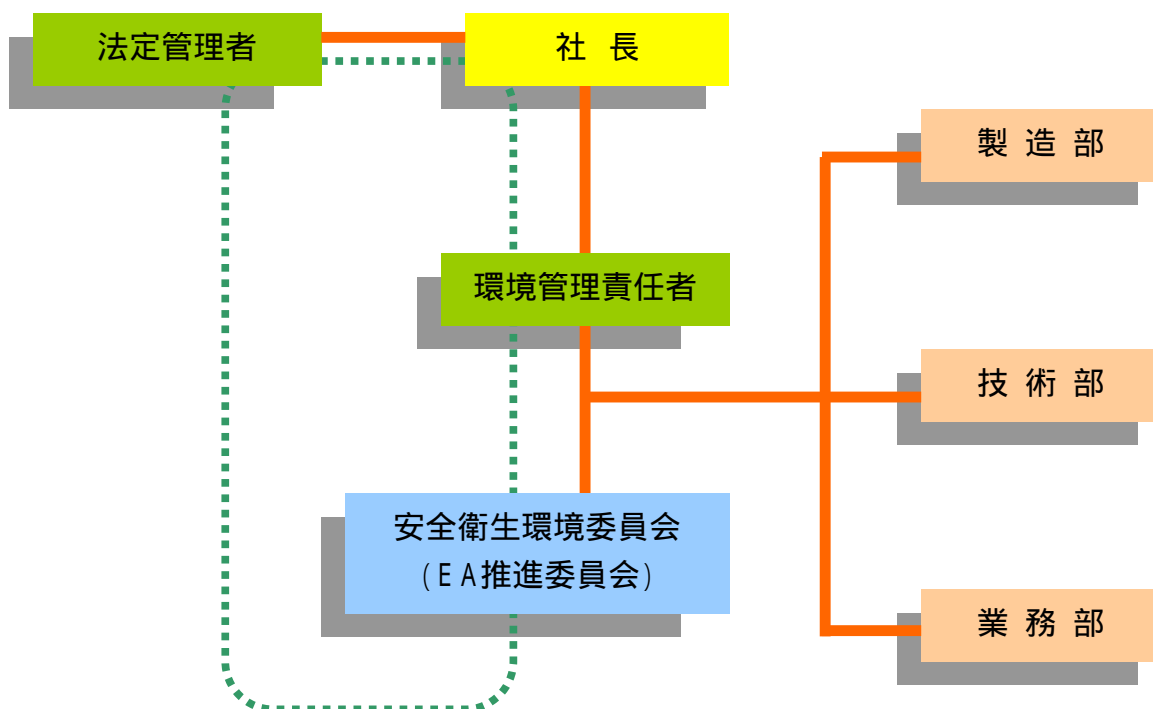 法定管理者
社 長
製 造 部
環境管理責任者
技 術 部
安全衛生環境委員会
(ＥＡ推進委員会)
業 務 部